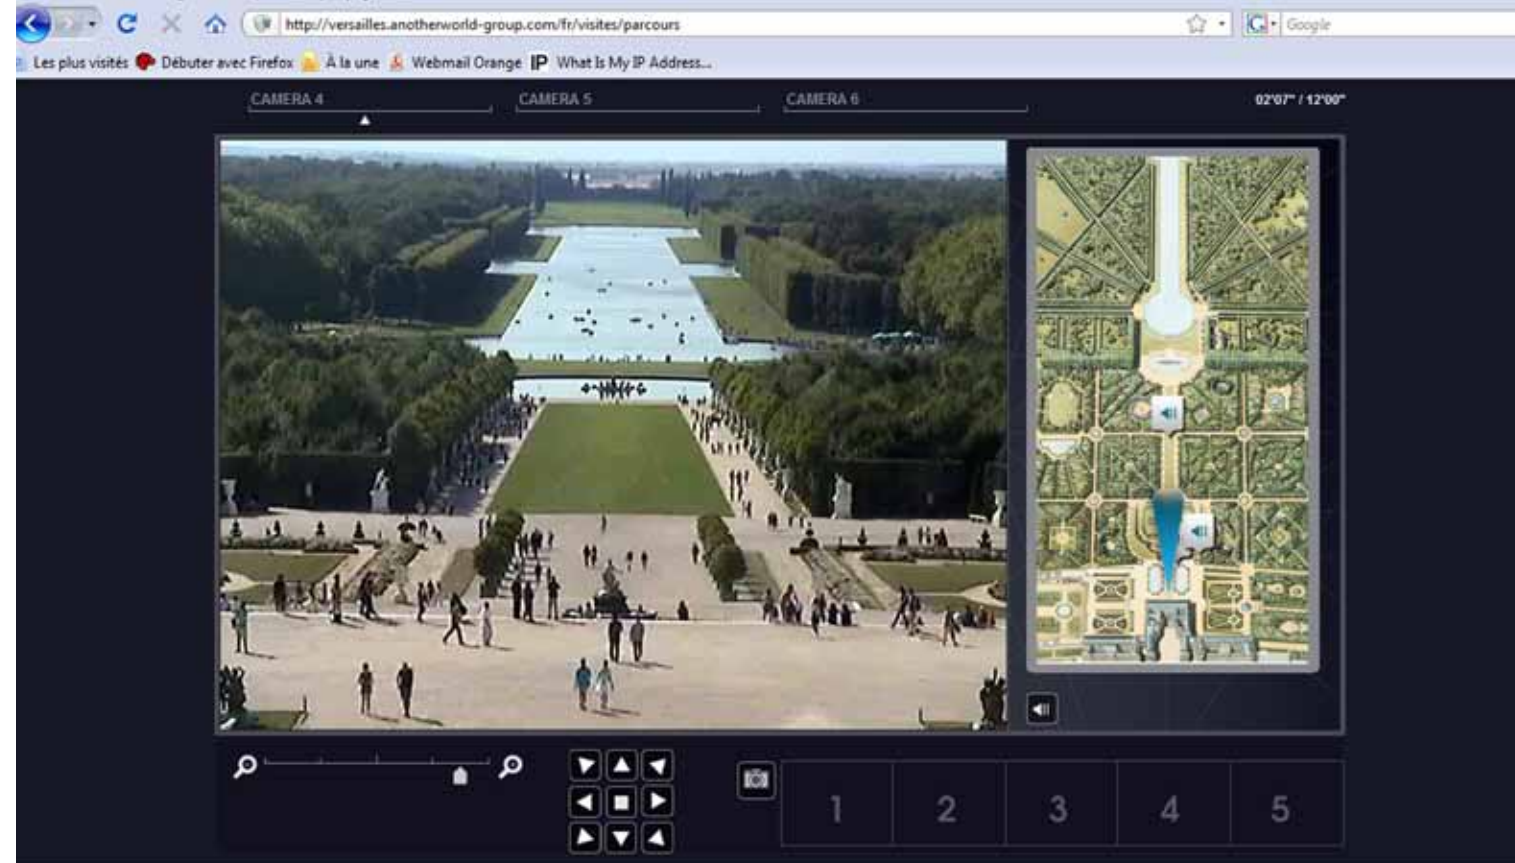 http://versailles.anotherworld-group.com/fr/visites/parcours
Google
Les plus visités Débuter avec Firefox À la une Webmail Orange IP What Is My IP Address...
CAMERA 4 CAMERA 5 CAMERA 6 02'07" / 12'00"
1 2 3 4 5